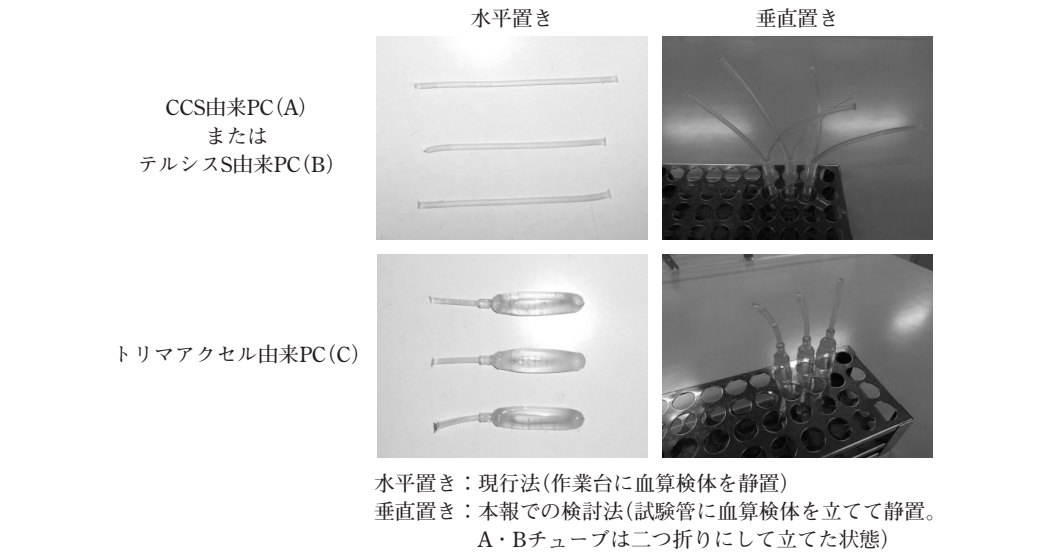 水平置き
垂直置き
CCS由来PC(A)
または
テルシスS由来PC(B)
トリマアクセル由来PC(C)
水平置き：現行法(作業台に血算検体を静置)
垂直置き：本報での検討法(試験管に血算検体を立てて静置。
A・Bチューブは二つ折りにして立てた状態)